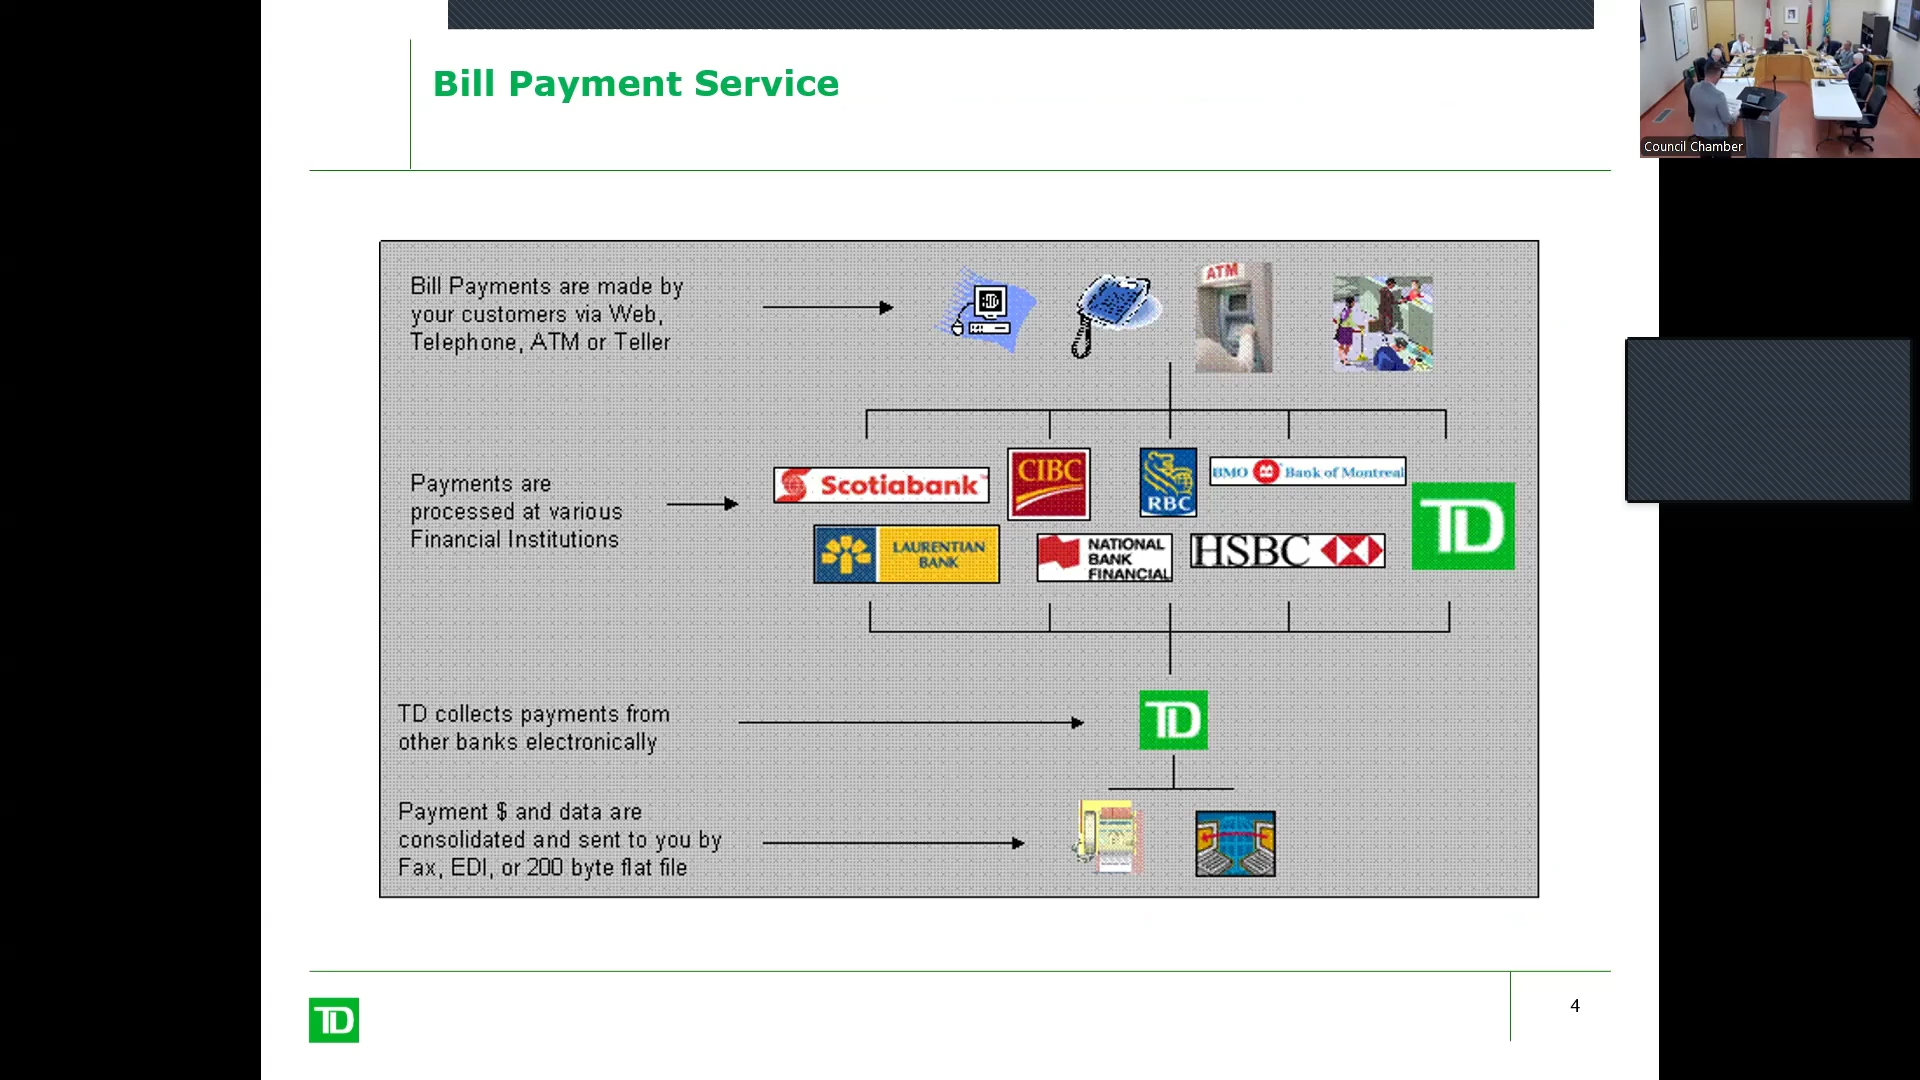 Bill Payment Service
Council Chamber
Bill Payments are made by
your customers via Web,
Telephone, ATM or Teller
ATM
Payments are
processed at various
Financial Institutions
Scotiabank
CIBC
RBC
BMO Bank of Montreal
TD
LAURENTIAN
BANK
NATIONAL
BANK
FINANCIAL
HSBC
TD collects payments from
other banks electronically
TD
Payment $ and data are
consolidated and sent to you by
Fax, EDI, or 200 byte flat file
TD
4